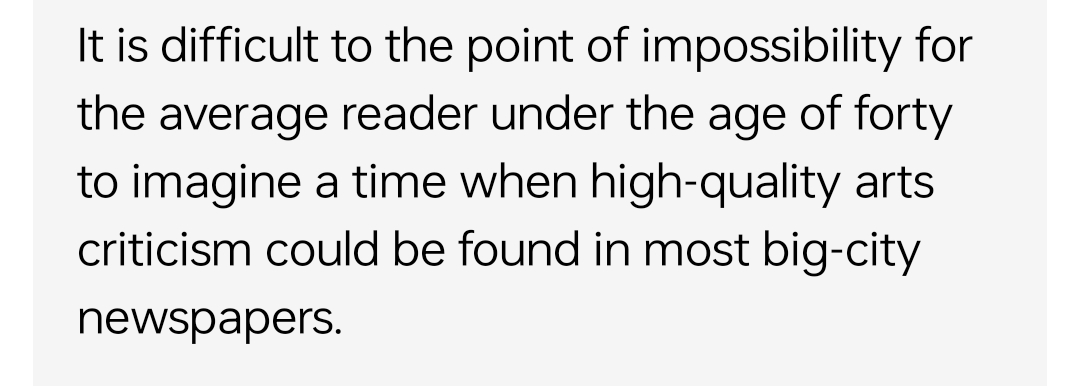 It is difficult to the point of impossibility for
the average reader under the age of forty
to imagine a time when high-quality arts
criticism could be found in most big-city
newspapers.